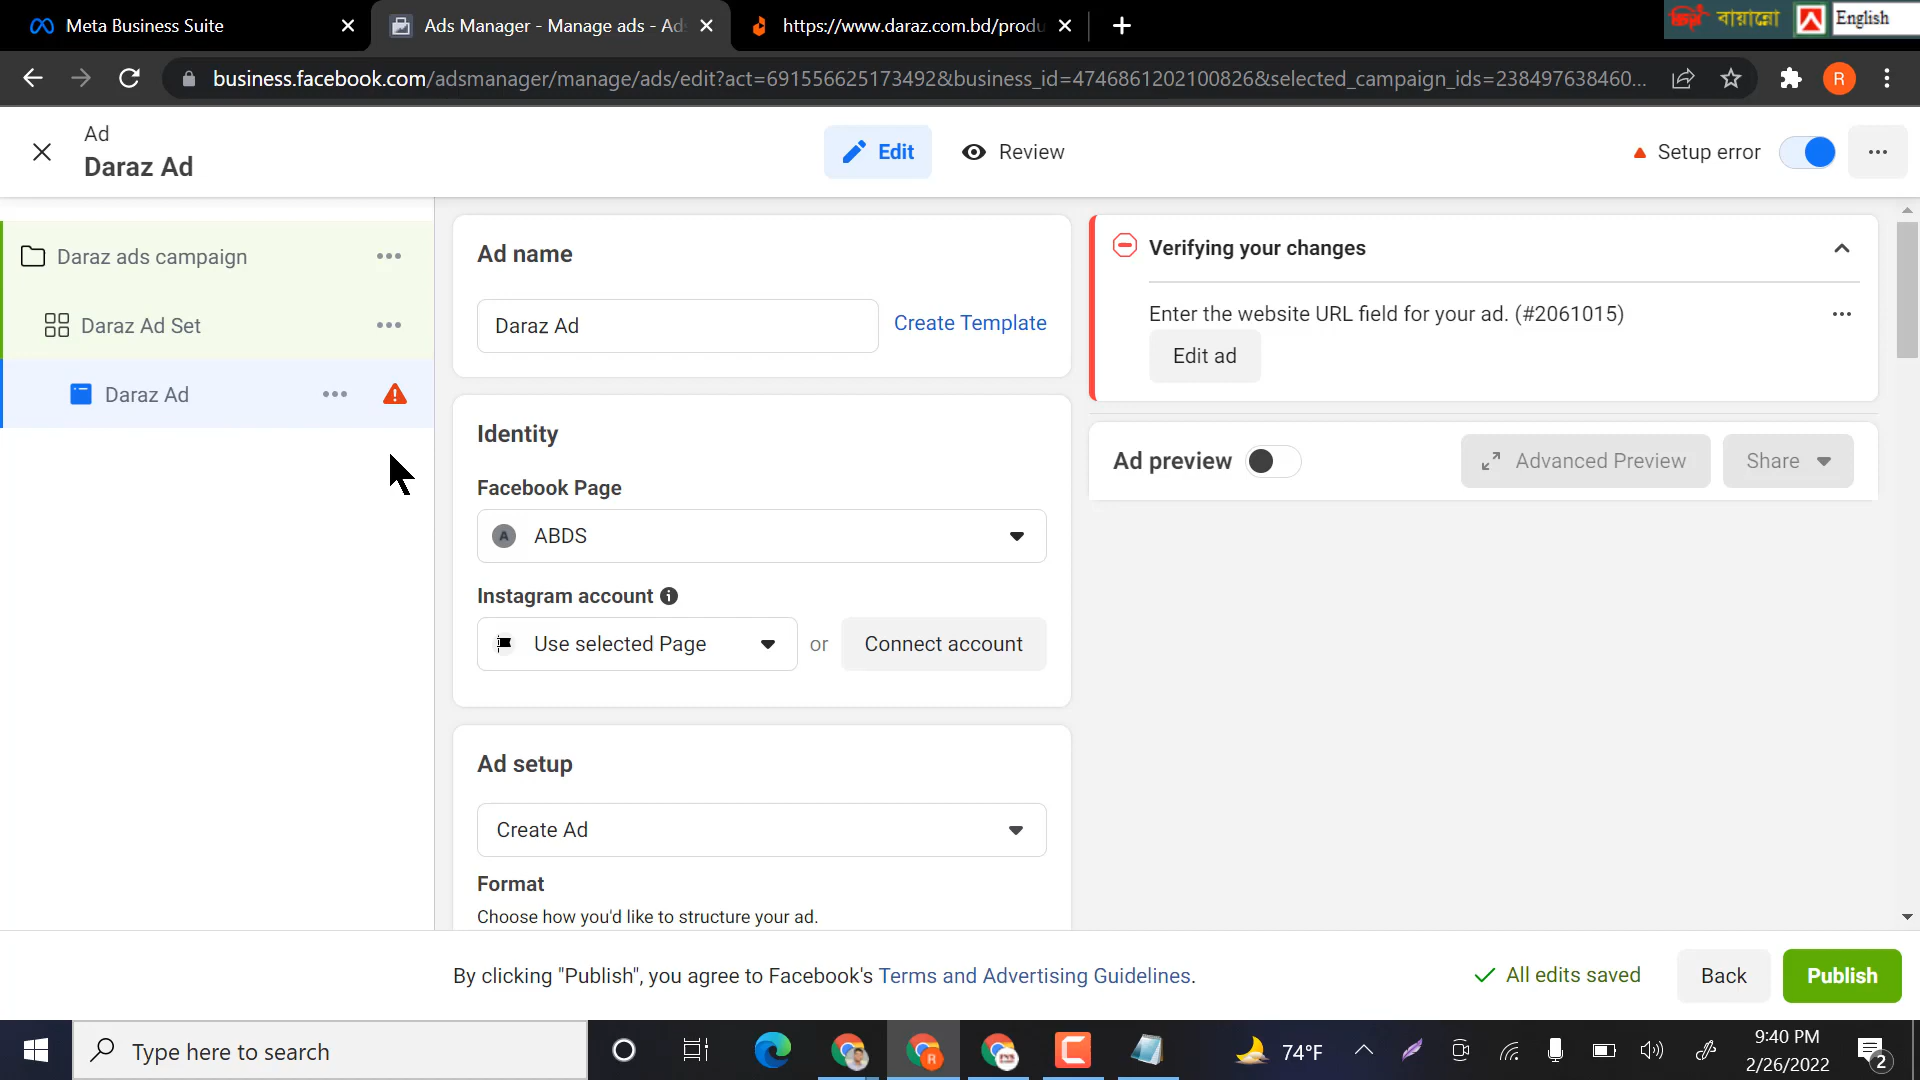 Meta Business Suite
Ads Manager - Manage ads - Ad
https://www.daraz.com.bd/produ
বায়ান্নো
English
business.facebook.com/adsmanager/manage/ads/edit?act=691556625173492&business_id=4746861202100826&selected_campaign_ids=238497638460...
R
Ad
Daraz Ad
Edit
Review
Setup error
Daraz ads campaign
Daraz Ad Set
Daraz Ad
Ad name
Daraz Ad
Create Template
Identity
Facebook Page
A
ABDS
Instagram account
Use selected Page
or
Connect account
Ad setup
Create Ad
Format
Choose how you'd like to structure your ad.
Verifying your changes
Enter the website URL field for your ad. (#2061015)
Edit ad
Ad preview
Advanced Preview
Share
By clicking "Publish", you agree to Facebook's Terms and Advertising Guidelines.
All edits saved
Back
Publish
Type here to search
R
74°F
9:40 PM
2/26/2022
2